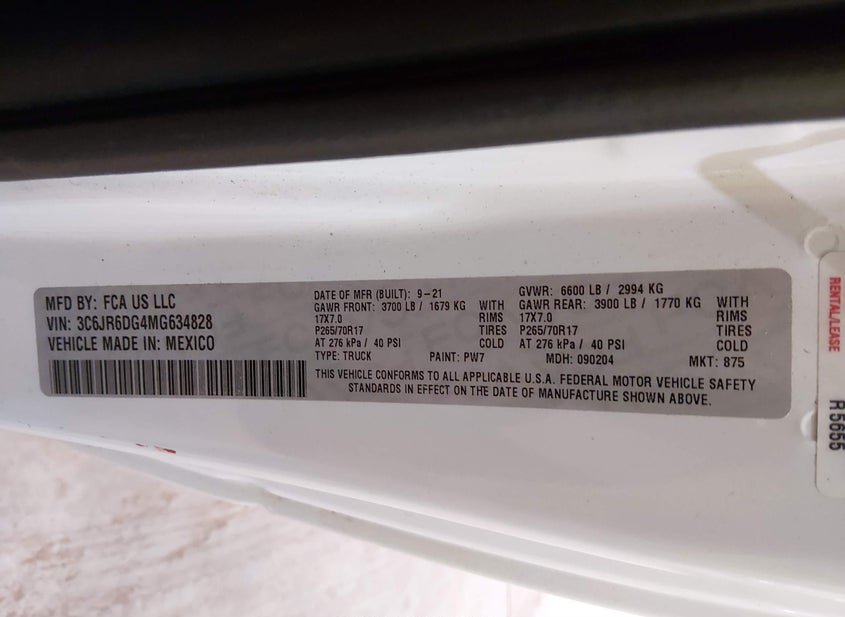 MFD BY: FCA US LLC
VIN: 3C6JR6DG4MG634828
VEHICLE MADE IN: MEXICO
DATE OF MFR (BUILT): 9-21
GAWR FRONT: 3700 LB / 1679 KG WITH
17X7.0 RIMS
P265/70R17 TIRES
AT 276 kPa / 40 PSI COLD
TYPE: TRUCK PAINT: PW7
GVWR: 6600 LB / 2994 KG
GAWR REAR: 3900 LB / 1770 KG WITH
17X7.0 RIMS
P265/70R17 TIRES
AT 276 kPa / 40 PSI COLD
MDH: 090204 MKT: 875
THIS VEHICLE CONFORMS TO ALL APPLICABLE U.S.A. FEDERAL MOTOR VEHICLE SAFETY
STANDARDS IN EFFECT ON THE DATE OF MANUFACTURE SHOWN ABOVE.
RENTAL/LEASE
R5655